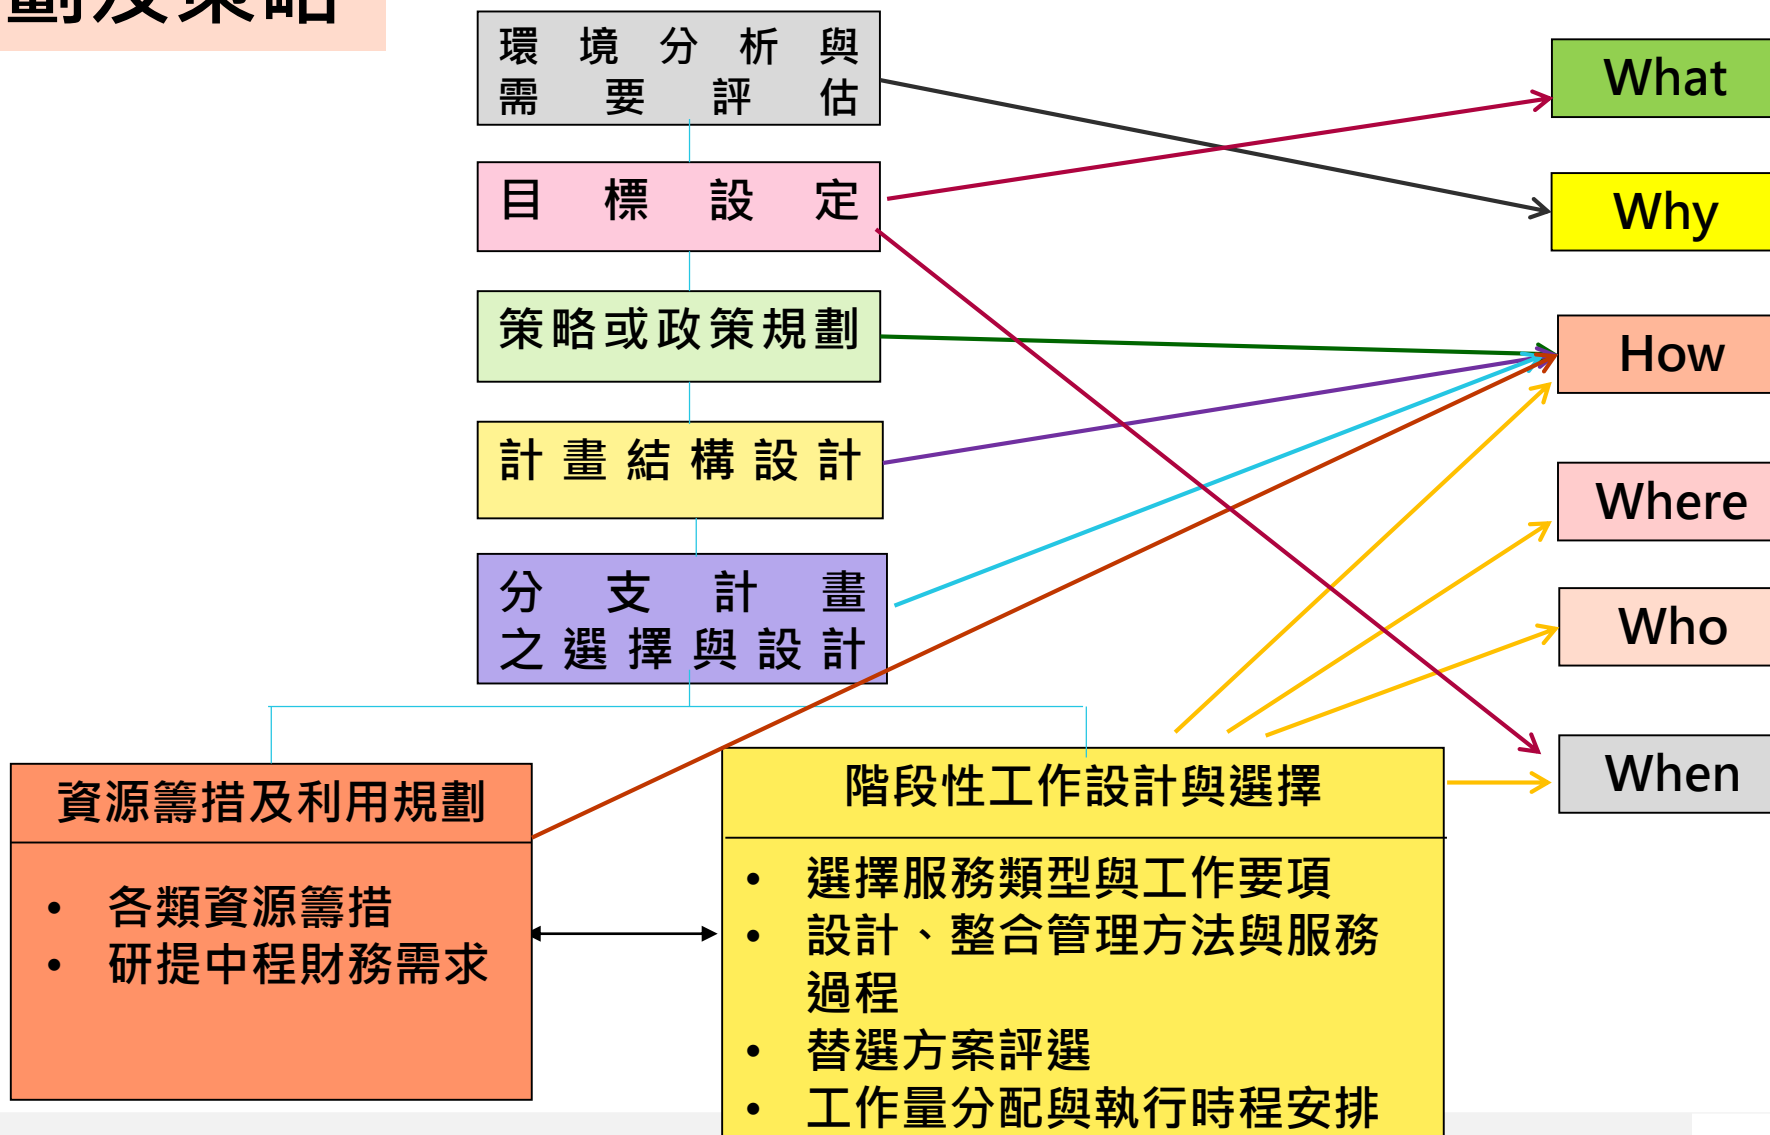 劃及策略
環境分析與
需要評估
目標設定
策略或政策規劃
計畫結構設計
分支計畫
之選擇與設計
資源籌措及利用規劃
• 各類資源籌措
• 研提中程財務需求
階段性工作設計與選擇
• 選擇服務類型與工作要項
• 設計、整合管理方法與服務
過程
• 替選方案評選
• 工作量分配與執行時程安排
What
Why
How
Where
Who
When